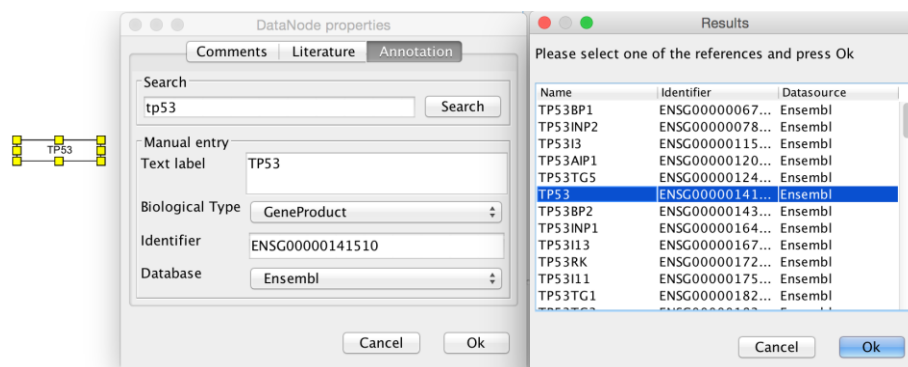 TP53
DataNode properties
Comments Literature Annotation
Search
tp53 Search
Manual entry
Text label TP53
Biological Type GeneProduct
Identifier ENSG00000141510
Database Ensembl
Cancel Ok
Results
Please select one of the references and press Ok
Name Identifier Datasource
TP53BP1 ENSG00000067... Ensembl
TP53INP2 ENSG00000078... Ensembl
TP53I3 ENSG00000115... Ensembl
TP53AIP1 ENSG00000120... Ensembl
TP53TG5 ENSG00000124... Ensembl
TP53 ENSG00000141... Ensembl
TP53BP2 ENSG00000143... Ensembl
TP53INP1 ENSG00000164... Ensembl
TP53I13 ENSG00000167... Ensembl
TP53RK ENSG00000172... Ensembl
TP53I11 ENSG00000175... Ensembl
TP53TG1 ENSG00000182... Ensembl
Cancel Ok